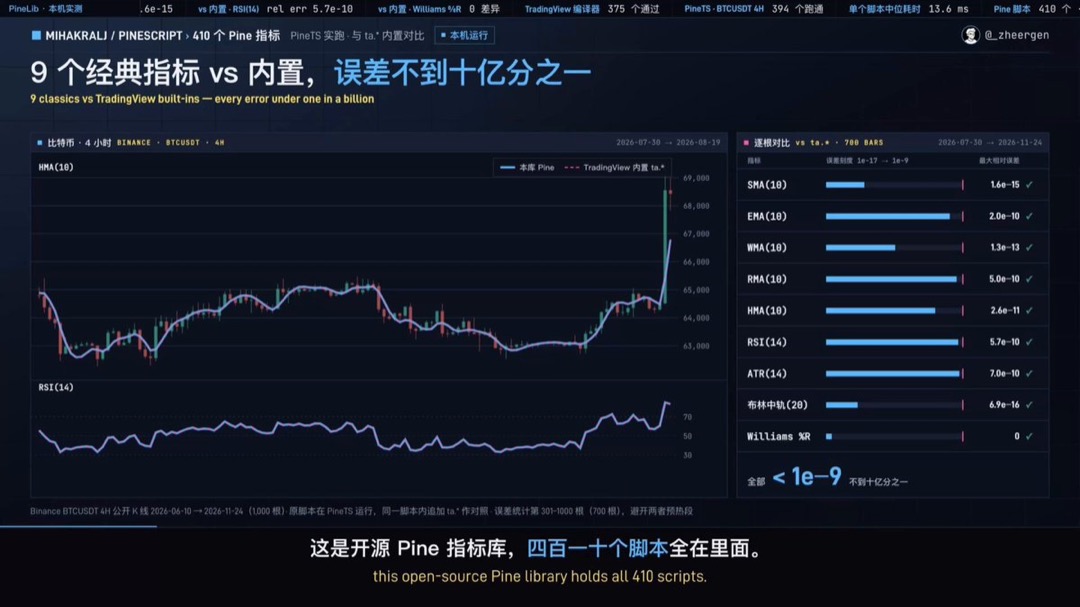 PineLib · 本机实测 .6e-15 vs 内置 · RSI(14) rel err 5.7e-10 vs 内置 · Williams %R 0 差异 TradingView 编译器 375 个通过 PineTS · BTCUSDT 4H 394 个跑通 单个脚本中位耗时 13.6 ms Pine 脚本 410 个
MIHAKRALJ / PINESCRIPT › 410 个 Pine 指标 PineTS 实跑 · 与 ta.* 内置对比 本机运行 @_zheergen
9 个经典指标 vs 内置，误差不到十亿分之一
9 classics vs TradingView built-ins — every error under one in a billion
比特币 · 4 小时 BINANCE · BTCUSDT · 4H 2026-07-30 → 2026-08-19
HMA(10) 本库 Pine TradingView 内置 ta.*
69,000
68,000
67,000
66,000
65,000
64,000
63,000
RSI(14)
70
50
30
逐根对比 vs ta.* · 700 BARS 2026-07-30 → 2026-11-24
指标 误差刻度 1e-17 → 1e-9 最大相对误差
SMA(10) 1.6e-15 ✓
EMA(10) 2.0e-10 ✓
WMA(10) 1.3e-13 ✓
RMA(10) 5.0e-10 ✓
HMA(10) 2.6e-11 ✓
RSI(14) 5.7e-10 ✓
ATR(14) 7.0e-10 ✓
布林中轨(20) 6.9e-16 ✓
Williams %R 0 ✓
全部 < 1e-9 不到十亿分之一
Binance BTCUSDT 4H 公开 K 线 2026-06-10 → 2026-11-24（1,000 根）· 原脚本在 PineTS 运行，同一脚本内追加 ta.* 作对照 · 误差统计第 301-1000 根（700 根），避开两者预热段
这是开源 Pine 指标库，四百一十个脚本全在里面。
this open-source Pine library holds all 410 scripts.